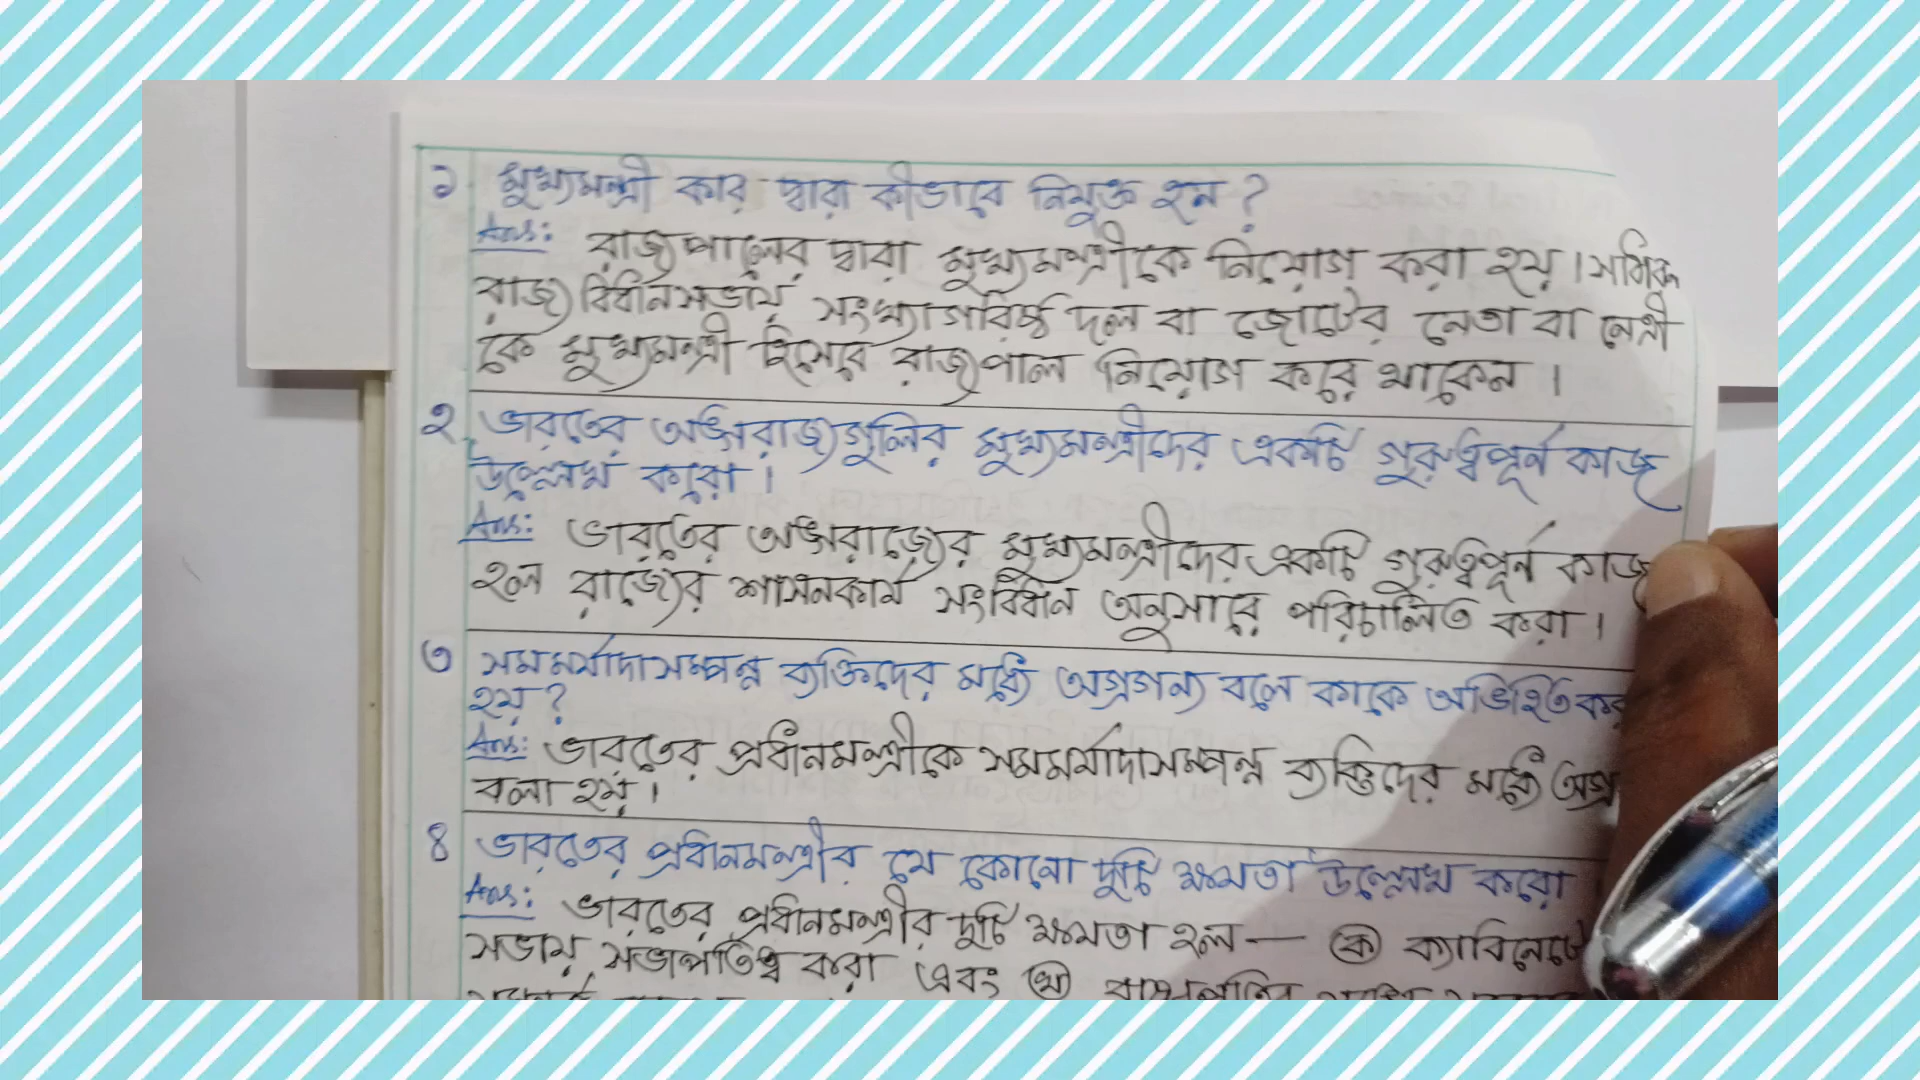 ১ মুখ্যমন্ত্রী কার দ্বারা কীভাবে নিযুক্ত হন ?
Ans: রাজ্যপালের দ্বারা মুখ্যমন্ত্রীকে নিয়োগ করা হয়।
রাজ্য বিধানসভায় সংখ্যাগরিষ্ঠ দল বা জোটের নেতা বা নেত্রী
কে মুখ্যমন্ত্রী হিসেবে রাজ্যপাল নিয়োগ করে থাকেন ।
২. ভারতের অঙ্গরাজ্যগুলির মুখ্যমন্ত্রীদের একটি গুরুত্বপূর্ন কাজ
উল্লেখ করো ।
Ans: ভারতের অঙ্গরাজ্যের মুখ্যমন্ত্রীদের একটি গুরুত্বপূর্ন কাজ
হল রাজ্যের শাসনকার্য সংবিধান অনুসারে পরিচালিত করা ।
৩ সমমর্যাদাসম্পন্ন ব্যক্তিদের মধ্যে অগ্রগন্য বলে কাকে অভিহিত কর
হয় ?
Ans: ভারতের প্রধানমন্ত্রীকে সমমর্যাদাসম্পন্ন ব্যক্তিদের মধ্যে অগ্র
বলা হয় ।
৪ ভারতের প্রধানমন্ত্রীর যে কোনো দুটি ক্ষমতা উল্লেখ করো
Ans: ভারতের প্রধানমন্ত্রীর দুটি ক্ষমতা হল— (ক) ক্যাবিনেটে
সভায় সভাপতিত্ব করা এবং (খ)